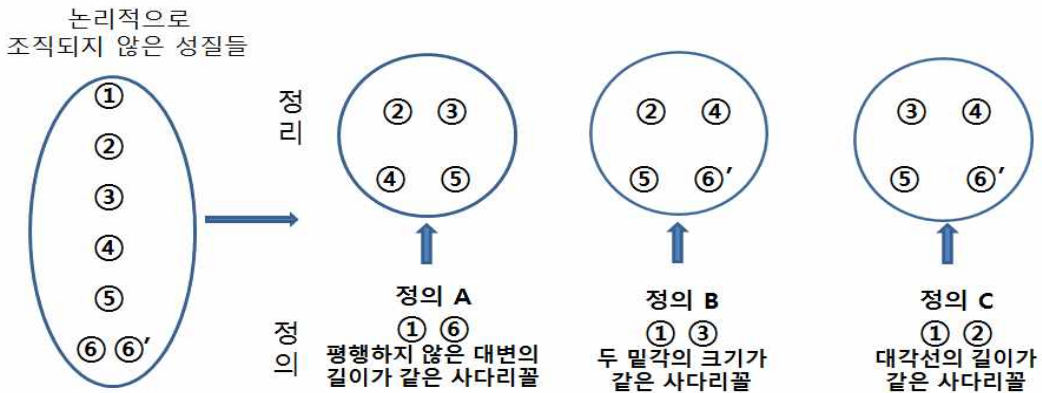 논리적으로
조직되지 않은 성질들
①
②
③
④
⑤
⑥ ⑥′
정
리
② ③
④ ⑤
② ④
⑤ ⑥′
③ ④
⑤ ⑥′
정
의
정의 A
① ⑥
평행하지 않은 대변의
길이가 같은 사다리꼴
정의 B
① ③
두 밑각의 크기가
같은 사다리꼴
정의 C
① ②
대각선의 길이가
같은 사다리꼴